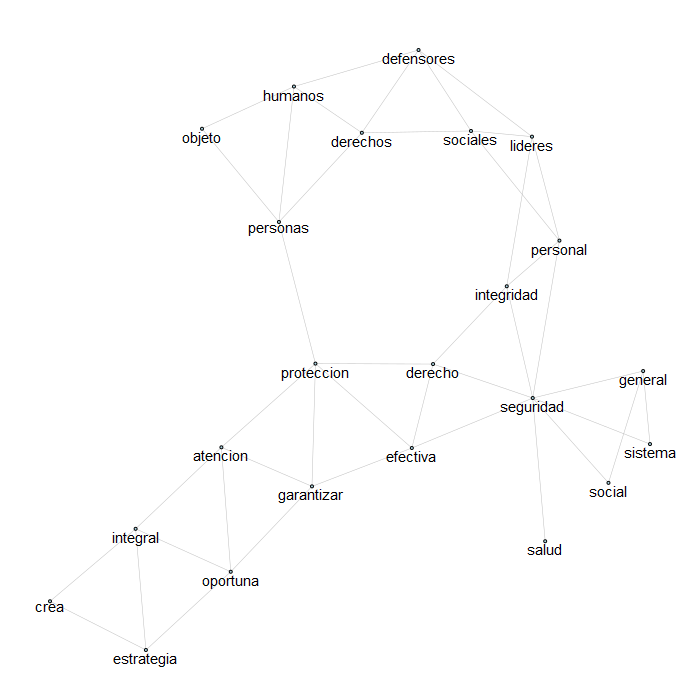 defensores
humanos
objeto
derechos
sociales
lideres
personas
personal
integridad
proteccion
derecho
general
seguridad
atencion
efectiva
sistema
garantizar
social
integral
salud
oportuna
crea
estrategia